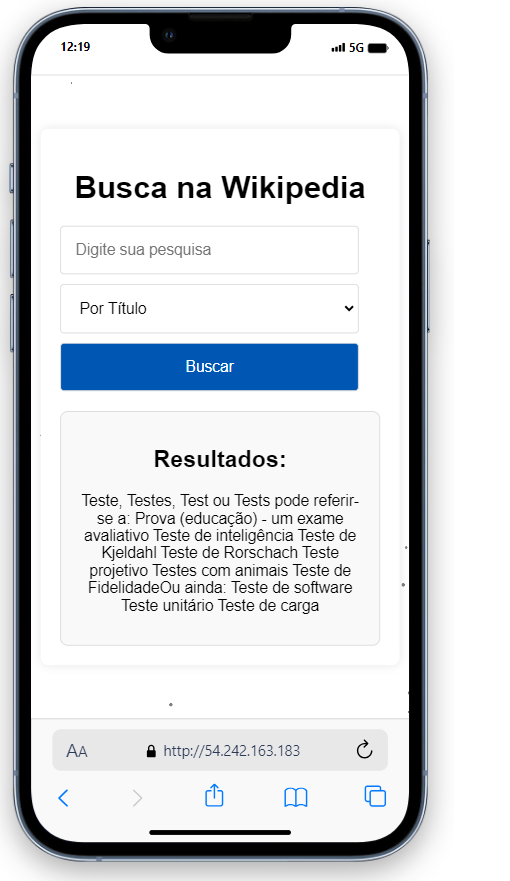 12:19
5G
Busca na Wikipedia
Digite sua pesquisa
Por Título
Buscar
Resultados:
Teste, Testes, Test ou Tests pode referir-
se a: Prova (educação) - um exame
avaliativo Teste de inteligência Teste de
Kjeldahl Teste de Rorschach Teste
projetivo Testes com animais Teste de
FidelidadeOu ainda: Teste de software
Teste unitário Teste de carga
AA
http://54.242.163.183